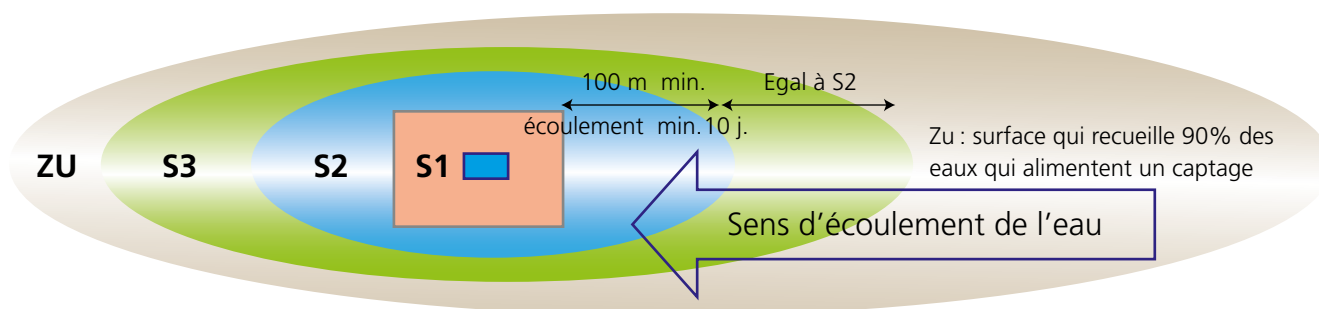 100 m  min.
Egal à S2
écoulement  min.10 j.
Zu : surface qui recueille 90% des
eaux qui alimentent un captage
ZU
S3
S2
S1
Sens d’écoulement de l’eau